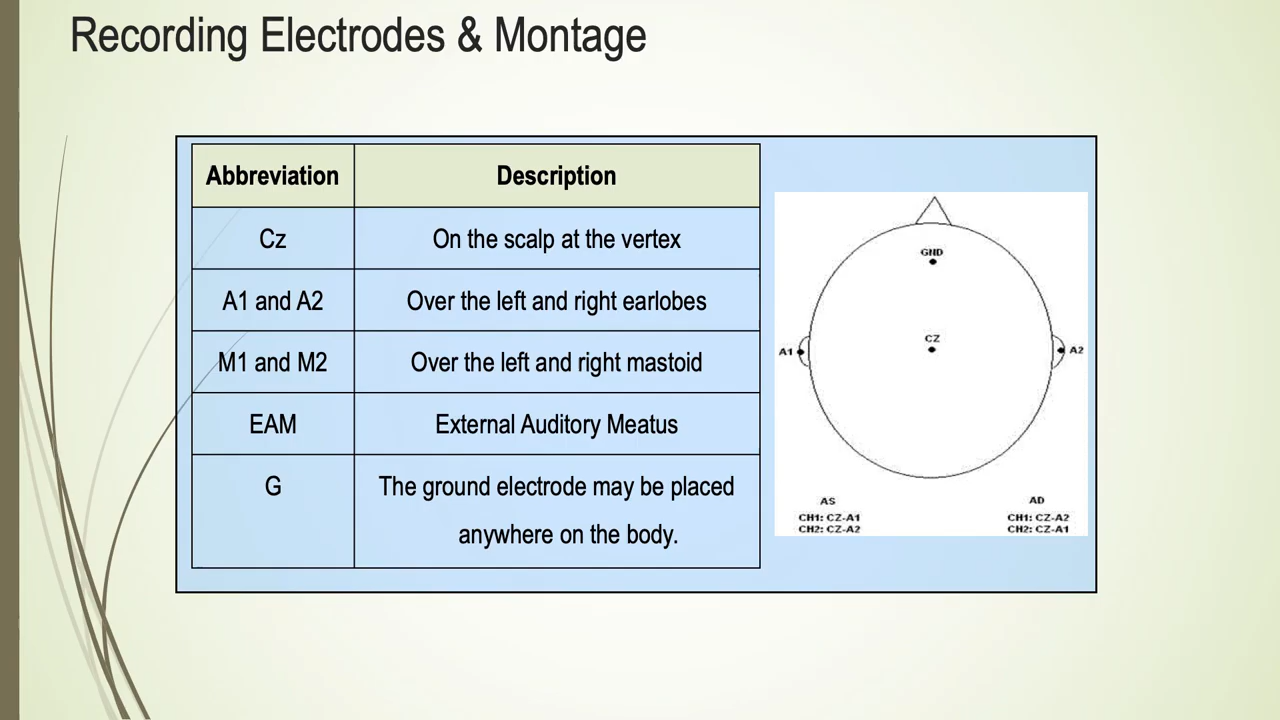 Recording Electrodes & Montage
Abbreviation Description
Cz On the scalp at the vertex
A1 and A2 Over the left and right earlobes
M1 and M2 Over the left and right mastoid
EAM External Auditory Meatus
G The ground electrode may be placed
anywhere on the body.
GND
CZ
A1
A2
AS
CH1: CZ-A1
CH2: CZ-A2
AD
CH1: CZ-A2
CH2: CZ-A1